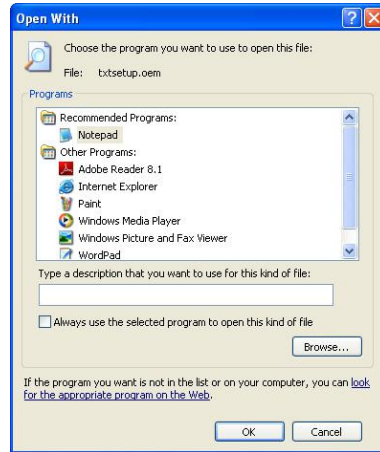 Open With
Choose the program you want to use to open this file:
File: txtsetup.oem
Programs
Recommended Programs:
Notepad
Other Programs:
Adobe Reader 8.1
Internet Explorer
Paint
Windows Media Player
Windows Picture and Fax Viewer
WordPad
Type a description that you want to use for this kind of file:
Always use the selected program to open this kind of file
Browse...
If the program you want is not in the list or on your computer, you can look
for the appropriate program on the Web.
OK Cancel